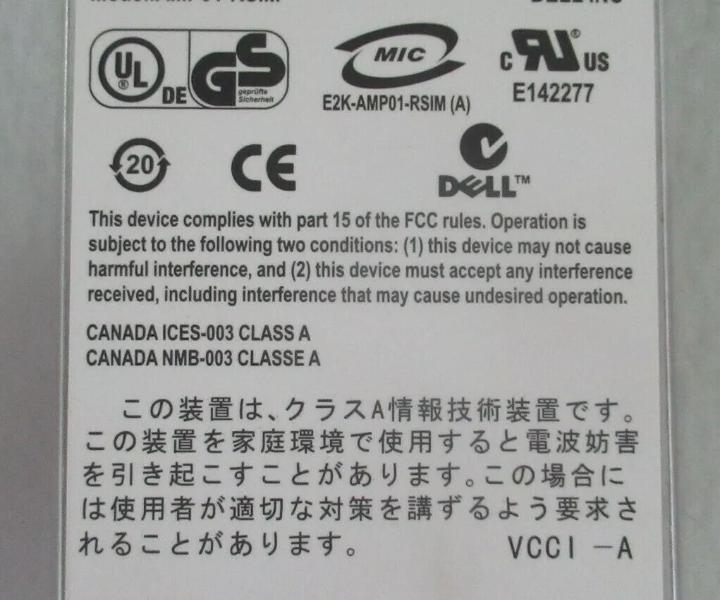 Model: AMP01-RSIM DELL INC
UL DE GS geprüfte Sicherheit MIC c RU US
E2K-AMP01-RSIM (A) E142277
20 CE DELL™
This device complies with part 15 of the FCC rules. Operation is
subject to the following two conditions: (1) this device may not cause
harmful interference, and (2) this device must accept any interference
received, including interference that may cause undesired operation.
CANADA ICES-003 CLASS A
CANADA NMB-003 CLASSE A
この装置は、クラスA情報技術装置です。
この装置を家庭環境で使用すると電波妨害
を引き起こすことがあります。この場合に
は使用者が適切な対策を講ずるよう要求さ
れることがあります。 VCCI -A